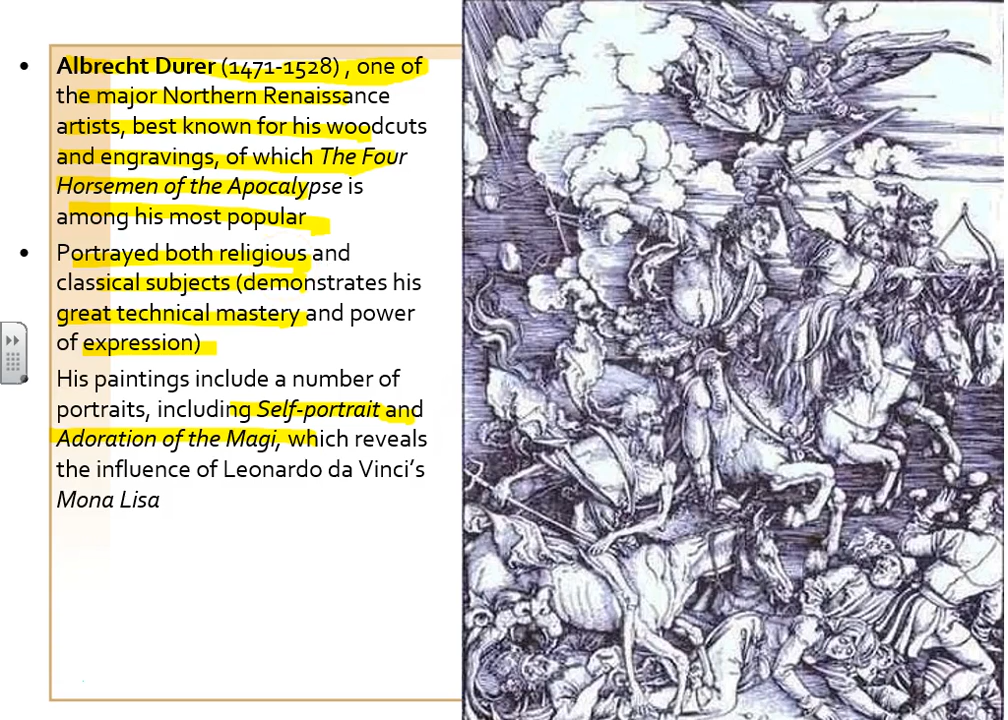 • Albrecht Durer (1471-1528) , one of
the major Northern Renaissance
artists, best known for his woodcuts
and engravings, of which The Four
Horsemen of the Apocalypse is
among his most popular
• Portrayed both religious and
classical subjects (demonstrates his
great technical mastery and power
of expression)
His paintings include a number of
portraits, including Self-portrait and
Adoration of the Magi, which reveals
the influence of Leonardo da Vinci's
Mona Lisa